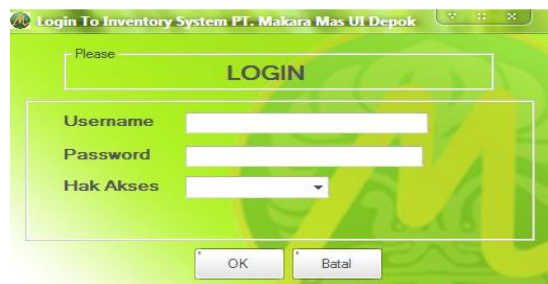 Login To Inventory System PT. Makara Mas UI Depok
Please
LOGIN
Username
Password
Hak Akses
OK
Batal